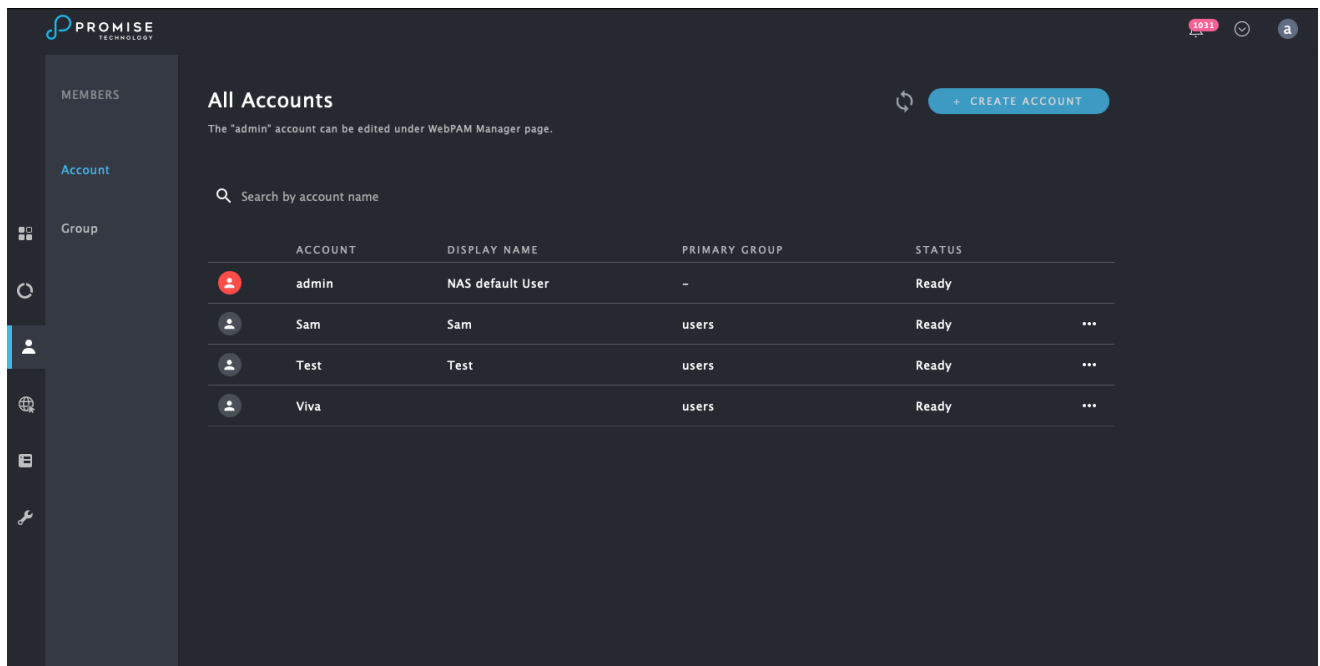 PROMISE
TECHNOLOGY
1031
a
MEMBERS
Account
Group
All Accounts
+ CREATE ACCOUNT
The "admin" account can be edited under WebPAM Manager page.
Search by account name
ACCOUNT DISPLAY NAME PRIMARY GROUP STATUS
admin NAS default User – Ready
Sam Sam users Ready •••
Test Test users Ready •••
Viva users Ready •••